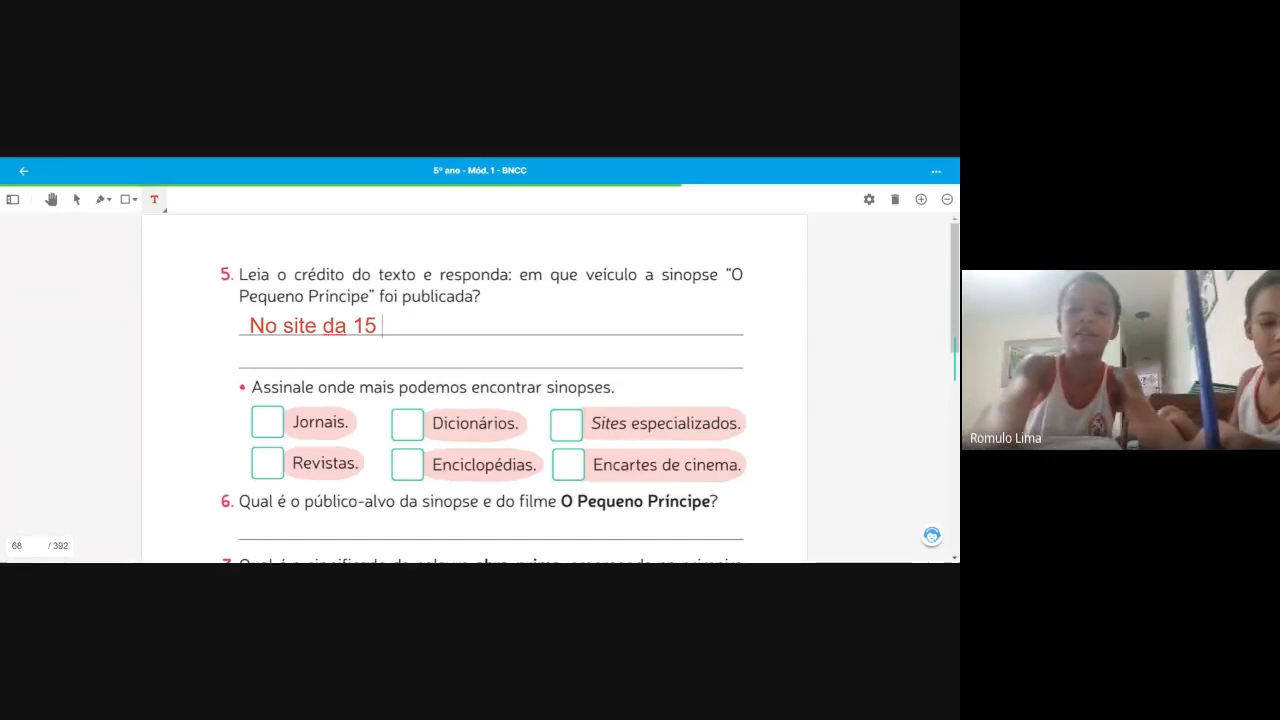 5º ano - Mód. 1 - BNCC
T
5. Leia o crédito do texto e responda: em que veículo a sinopse “O
Pequeno Príncipe” foi publicada?
No site da 15
• Assinale onde mais podemos encontrar sinopses.
Jornais. Dicionários. Sites especializados.
Revistas. Enciclopédias. Encartes de cinema.
6. Qual é o público-alvo da sinopse e do filme O Pequeno Príncipe?
68 / 392
Romulo Lima